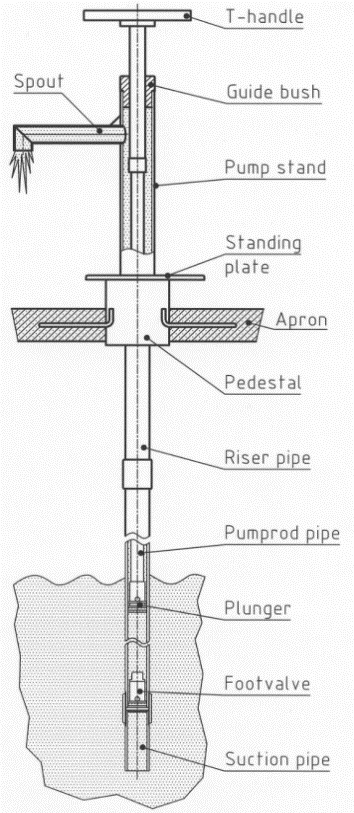 T-handle
Spout
Guide bush
Pump stand
Standing
plate
Apron
Pedestal
Riser pipe
Pumprod pipe
Plunger
Footvalve
Suction pipe